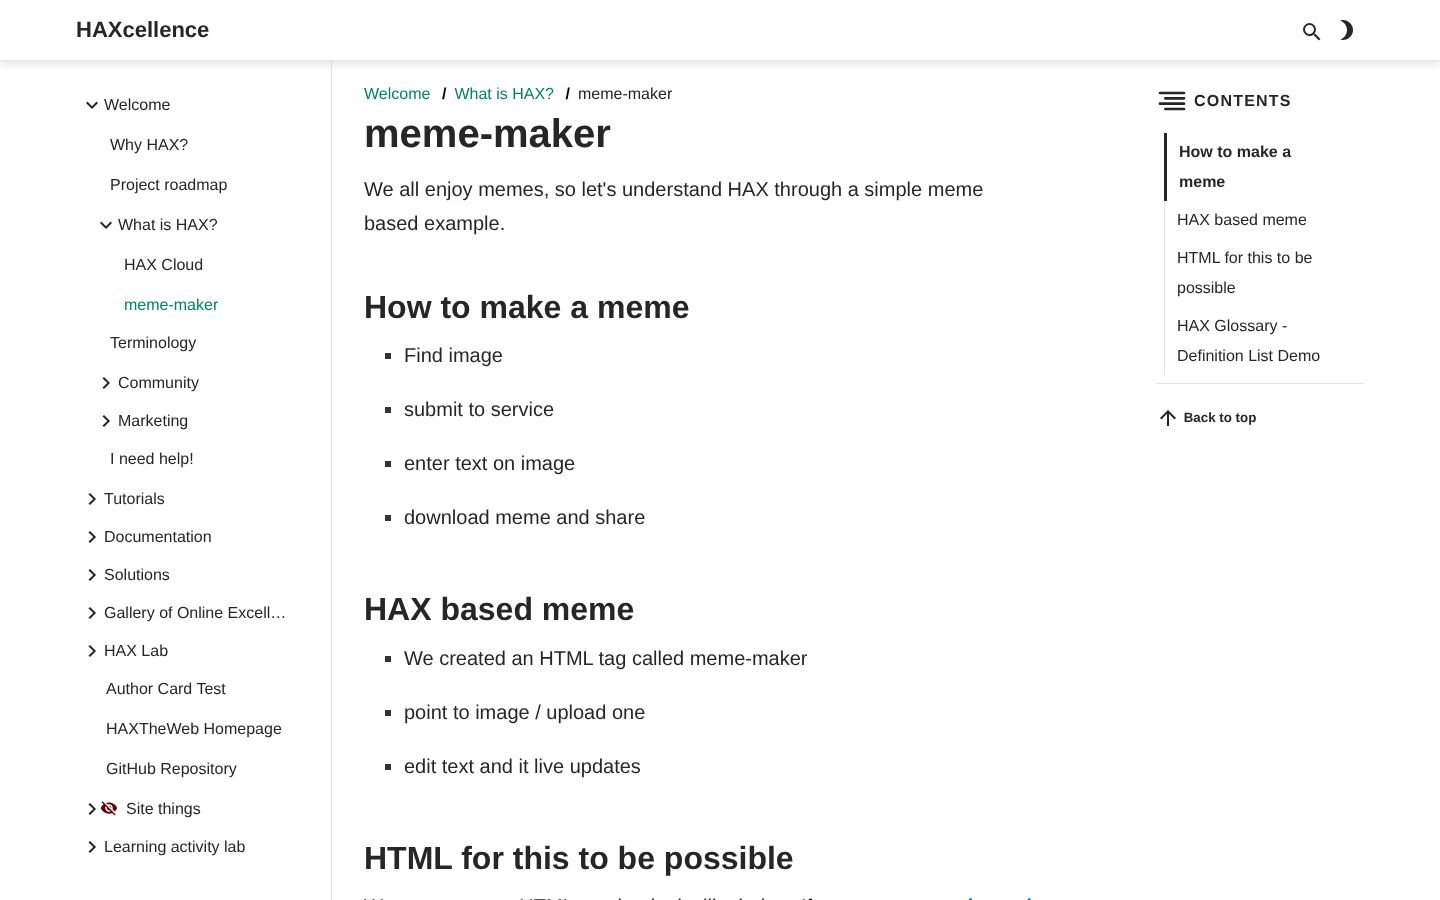 HAXcellence
Welcome
Why HAX?
Project roadmap
What is HAX?
HAX Cloud
meme-maker
Terminology
Community
Marketing
I need help!
Tutorials
Documentation
Solutions
Gallery of Online Excell…
HAX Lab
Author Card Test
HAXTheWeb Homepage
GitHub Repository
Site things
Learning activity lab
Welcome / What is HAX? / meme-maker
meme-maker
We all enjoy memes, so let's understand HAX through a simple meme
based example.
How to make a meme
Find image
submit to service
enter text on image
download meme and share
HAX based meme
We created an HTML tag called meme-maker
point to image / upload one
edit text and it live updates
HTML for this to be possible
CONTENTS
How to make a
meme
HAX based meme
HTML for this to be
possible
HAX Glossary -
Definition List Demo
Back to top